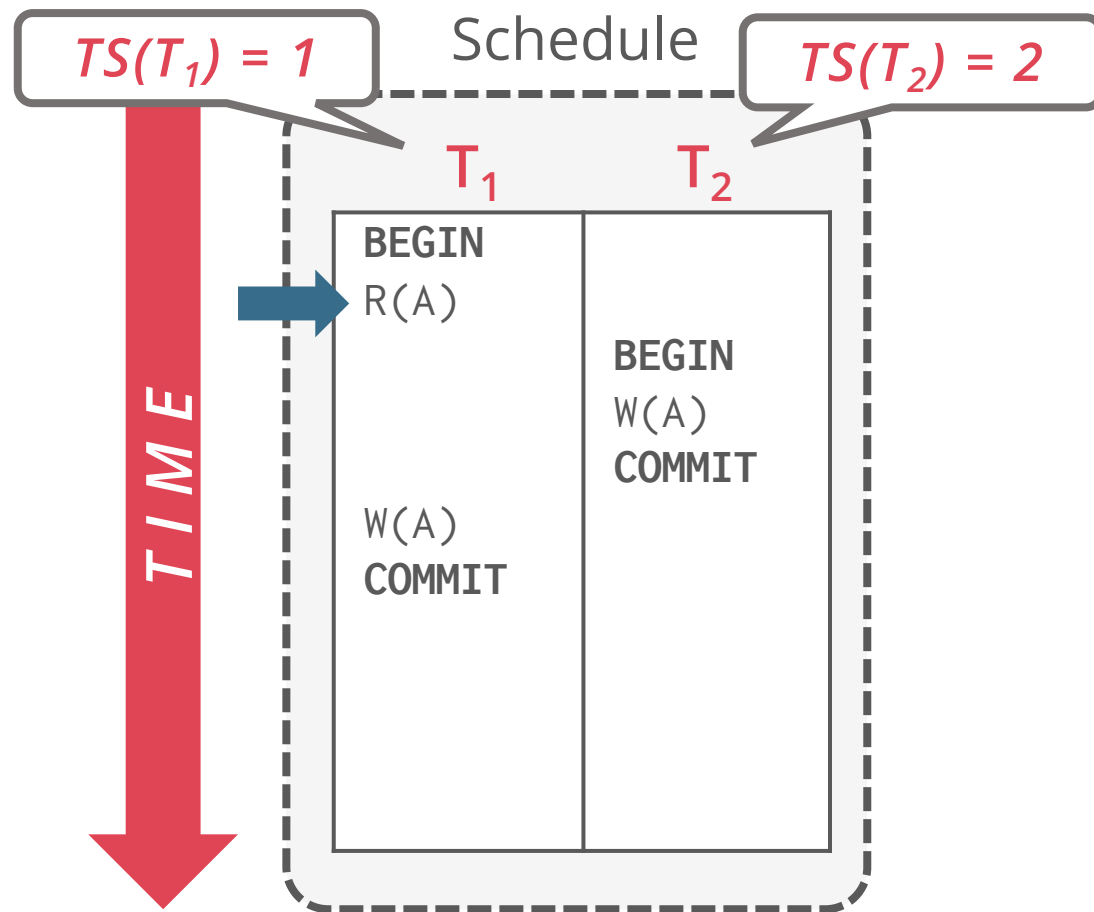 Schedule
TS(T₁) = 1
TS(T₂) = 2
T₁ T₂
BEGIN
R(A)
BEGIN
W(A)
COMMIT
W(A)
COMMIT
TIME